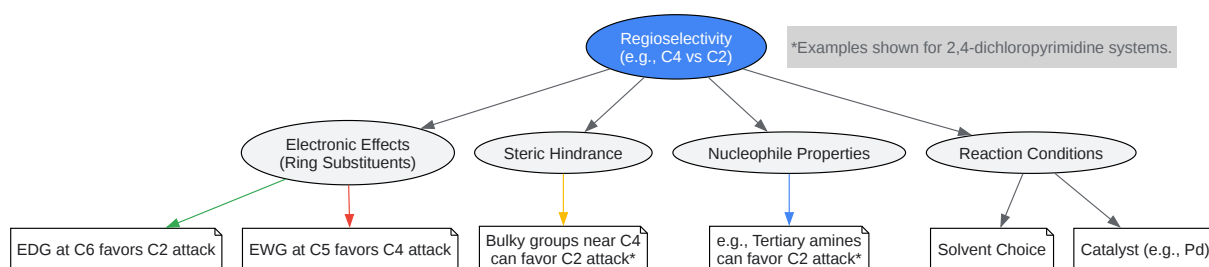 Regioselectivity
(e.g., C4 vs C2)
*Examples shown for 2,4-dichloropyrimidine systems.
Electronic Effects
(Ring Substituents)
Steric Hindrance
Nucleophile Properties
Reaction Conditions
EDG at C6 favors C2 attack
EWG at C5 favors C4 attack
Bulky groups near C4
can favor C2 attack*
e.g., Tertiary amines
can favor C2 attack*
Solvent Choice
Catalyst (e.g., Pd)